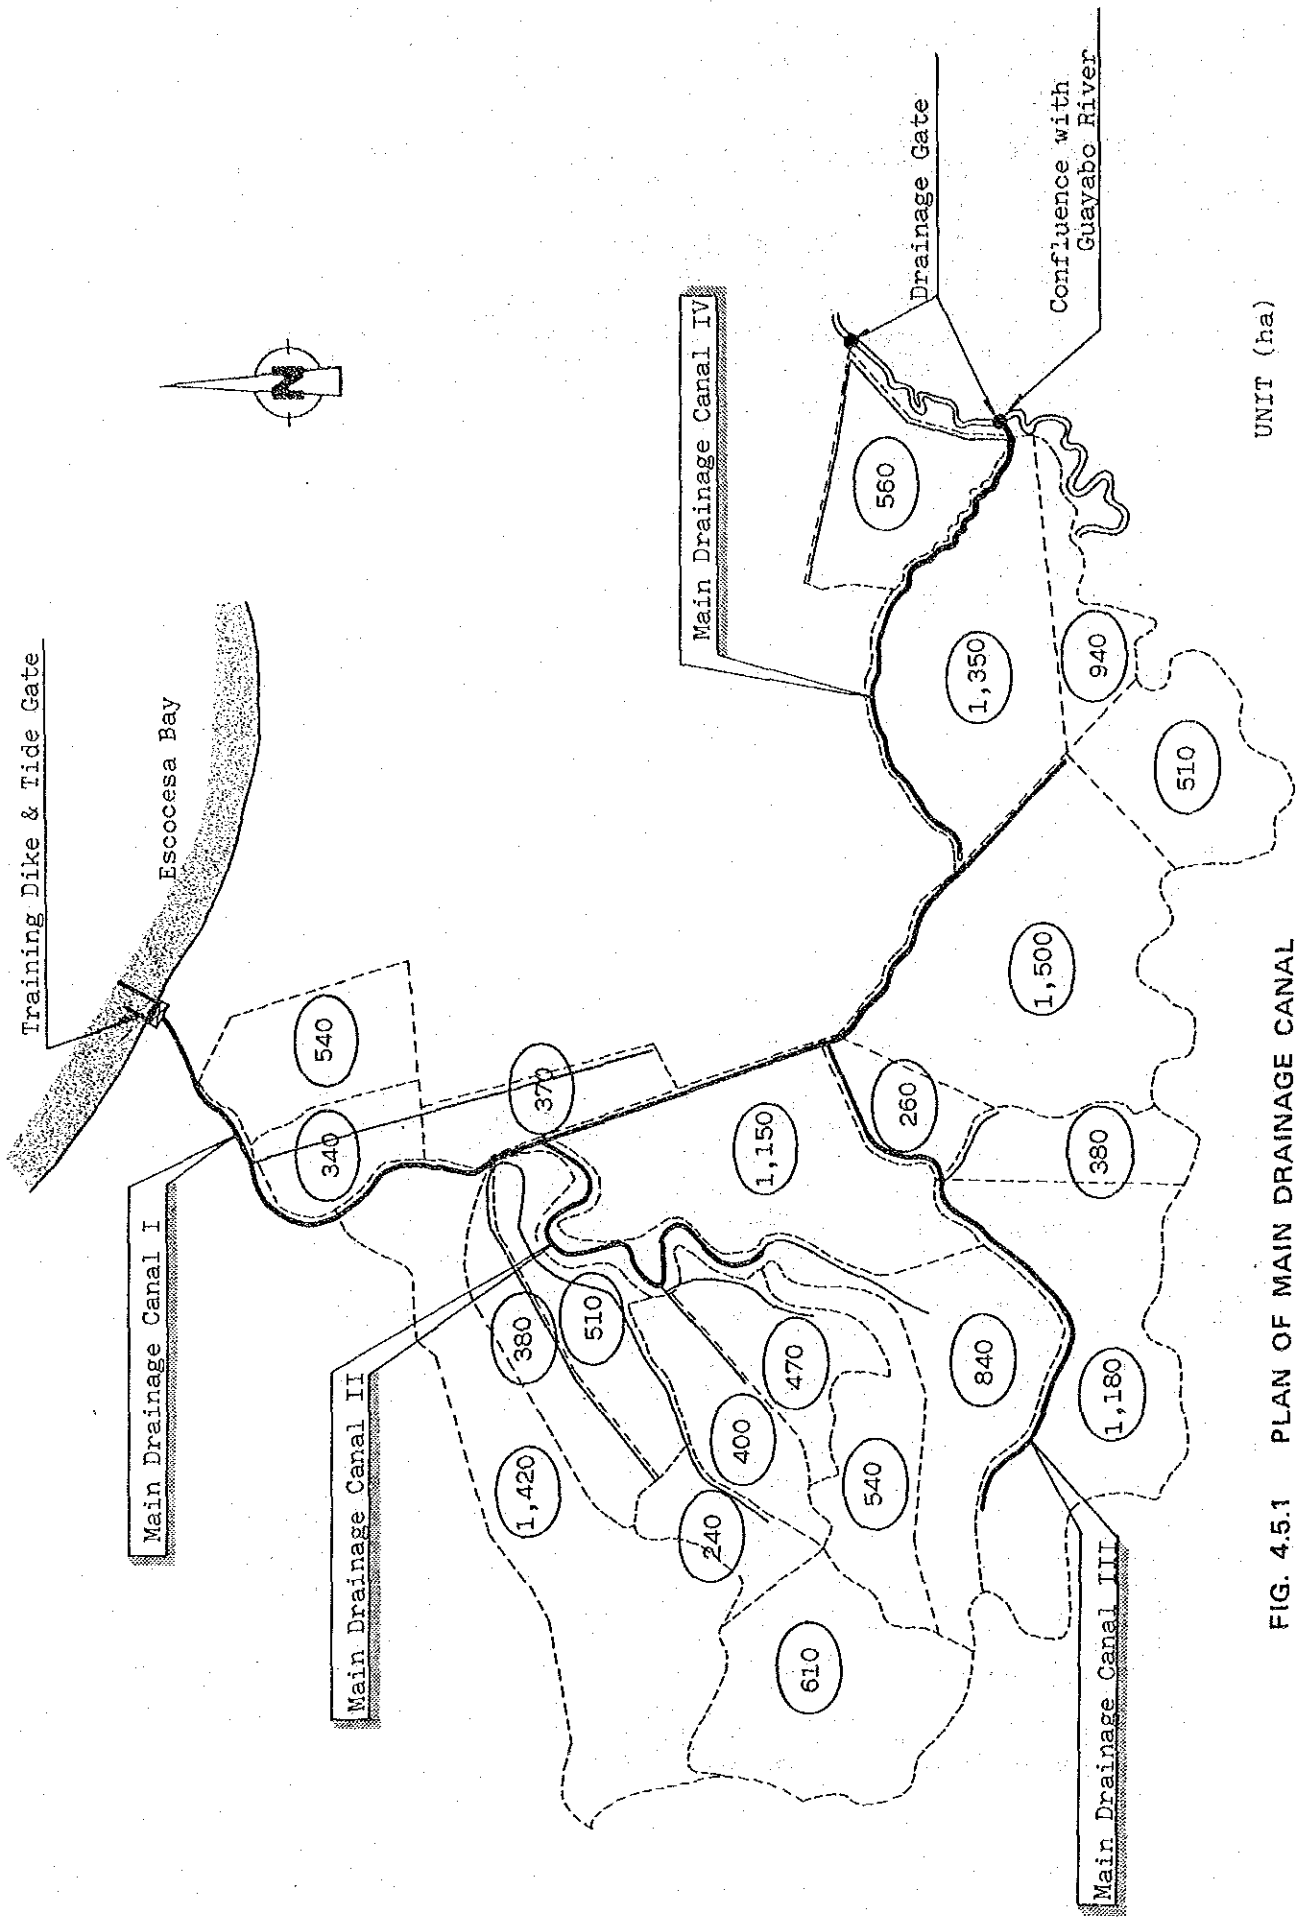 Training Dike & Tide Gate
Escocesa Bay
Main Drainage Canal I
N
540
340
370
Main Drainage Canal II
380
510
1,420
1,150
Main Drainage Canal IV
560
Drainage Gate
Confluence with
Guayabo River
1,350
940
510
1,500
260
380
470
400
240
540
840
610
1,180
Main Drainage Canal III
UNIT (ha)
FIG. 4.5.1 PLAN OF MAIN DRAINAGE CANAL